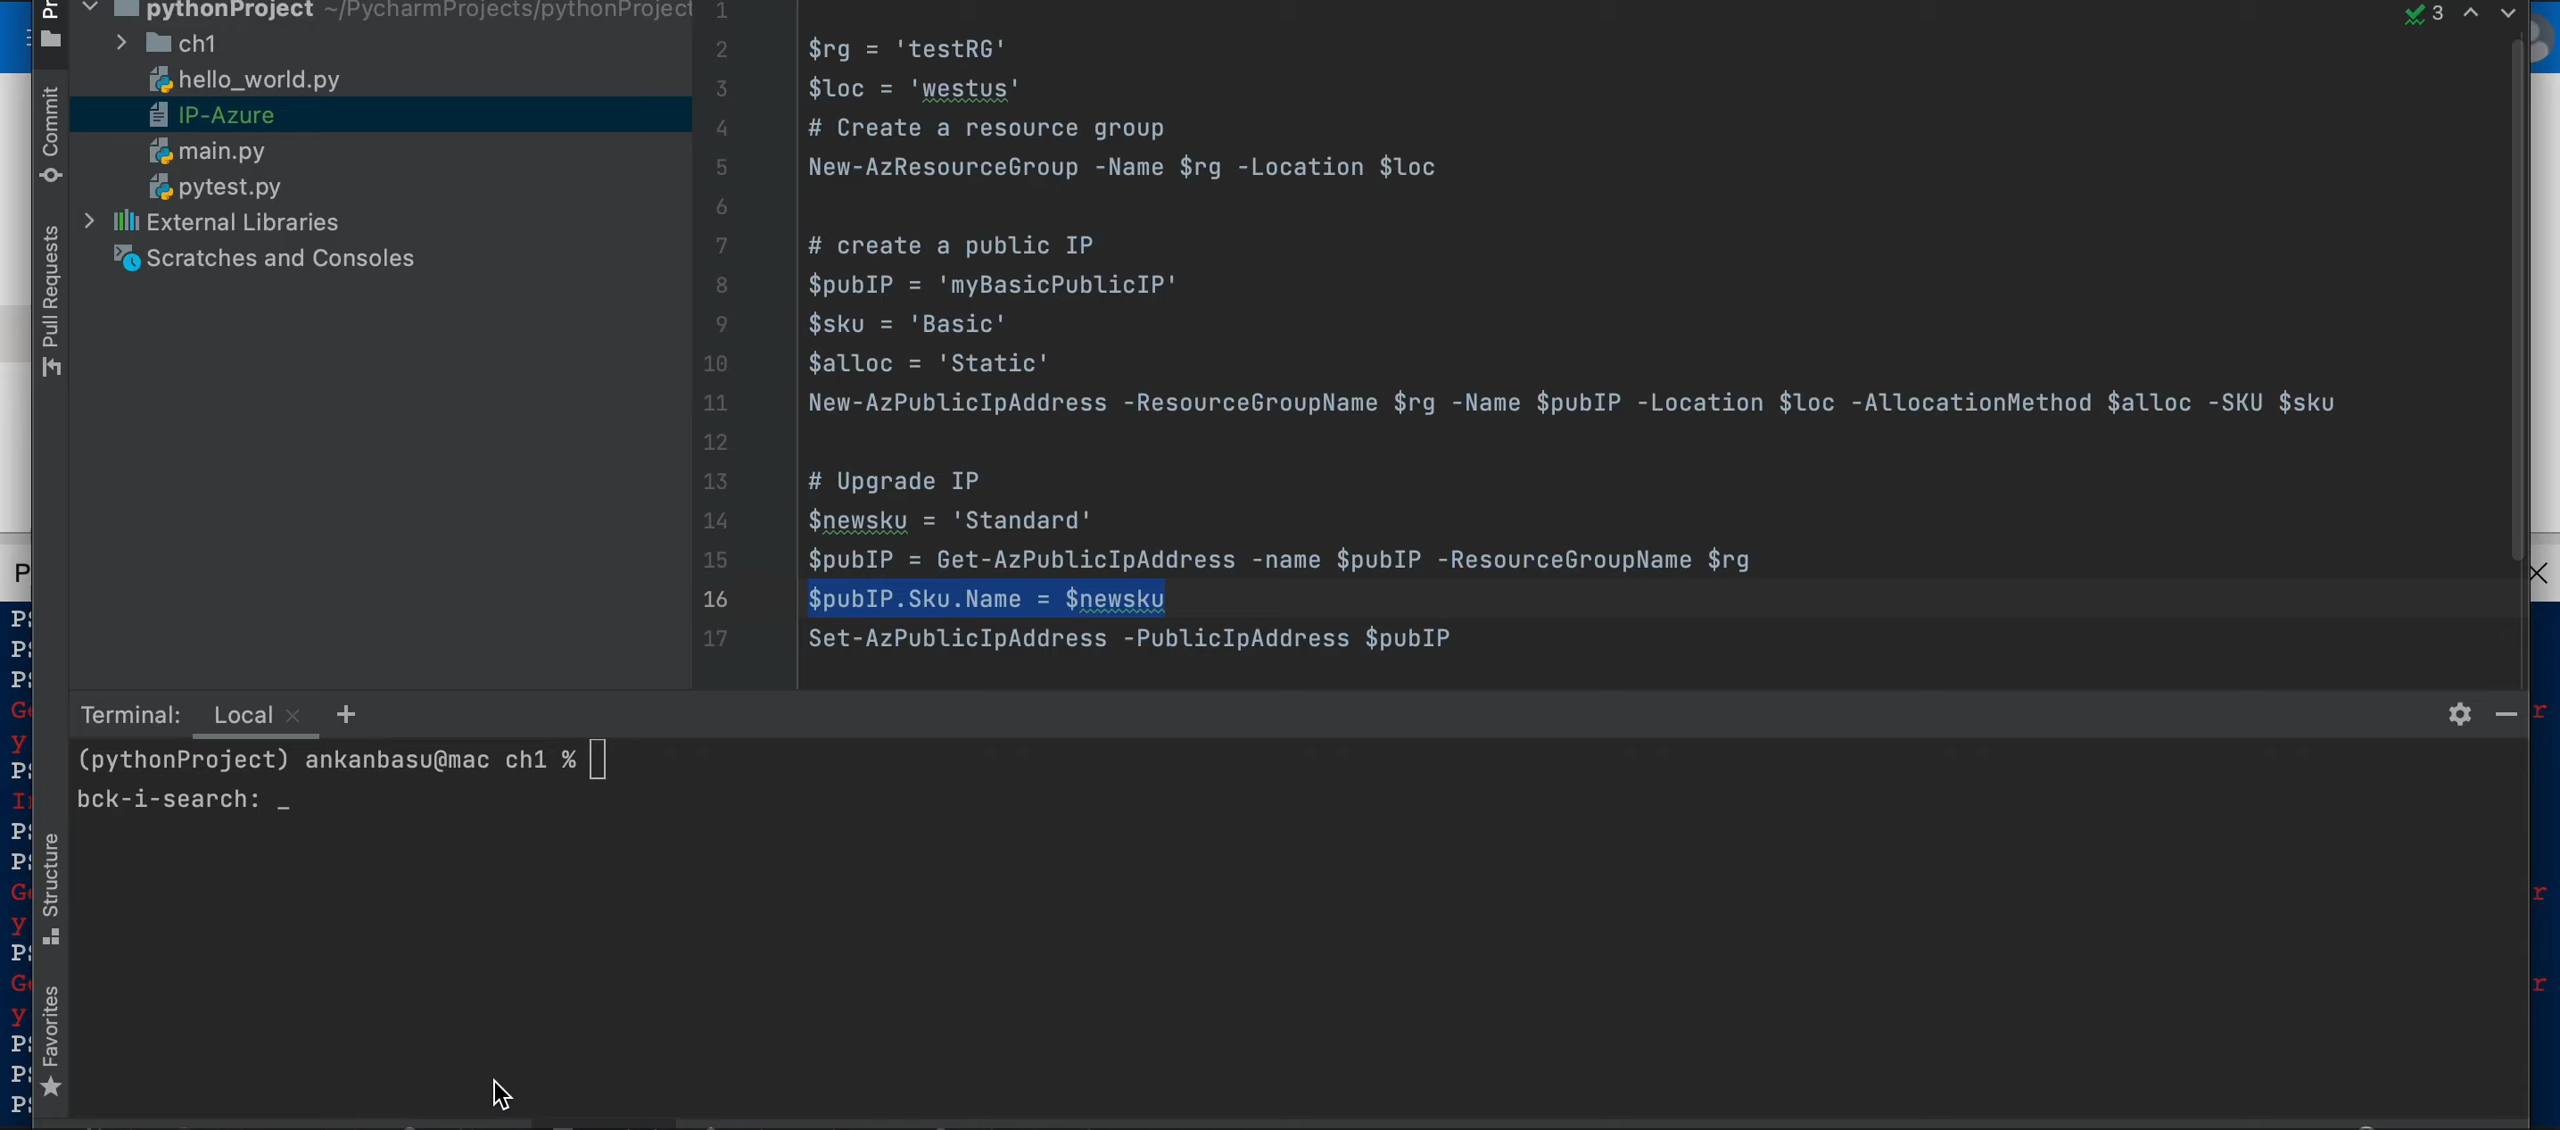 pythonProject ~/PycharmProjects/pythonProject
ch1
hello_world.py
IP-Azure
main.py
pytest.py
External Libraries
Scratches and Consoles
Commit
Pull Requests
Structure
Favorites
3
1
2 $rg = 'testRG'
3 $loc = 'westus'
4 # Create a resource group
5 New-AzResourceGroup -Name $rg -Location $loc
6
7 # create a public IP
8 $pubIP = 'myBasicPublicIP'
9 $sku = 'Basic'
10 $alloc = 'Static'
11 New-AzPublicIpAddress -ResourceGroupName $rg -Name $pubIP -Location $loc -AllocationMethod $alloc -SKU $sku
12
13 # Upgrade IP
14 $newsku = 'Standard'
15 $pubIP = Get-AzPublicIpAddress -name $pubIP -ResourceGroupName $rg
16 $pubIP.Sku.Name = $newsku
17 Set-AzPublicIpAddress -PublicIpAddress $pubIP
Terminal: Local
(pythonProject) ankanbasu@mac ch1 %
bck-i-search: _